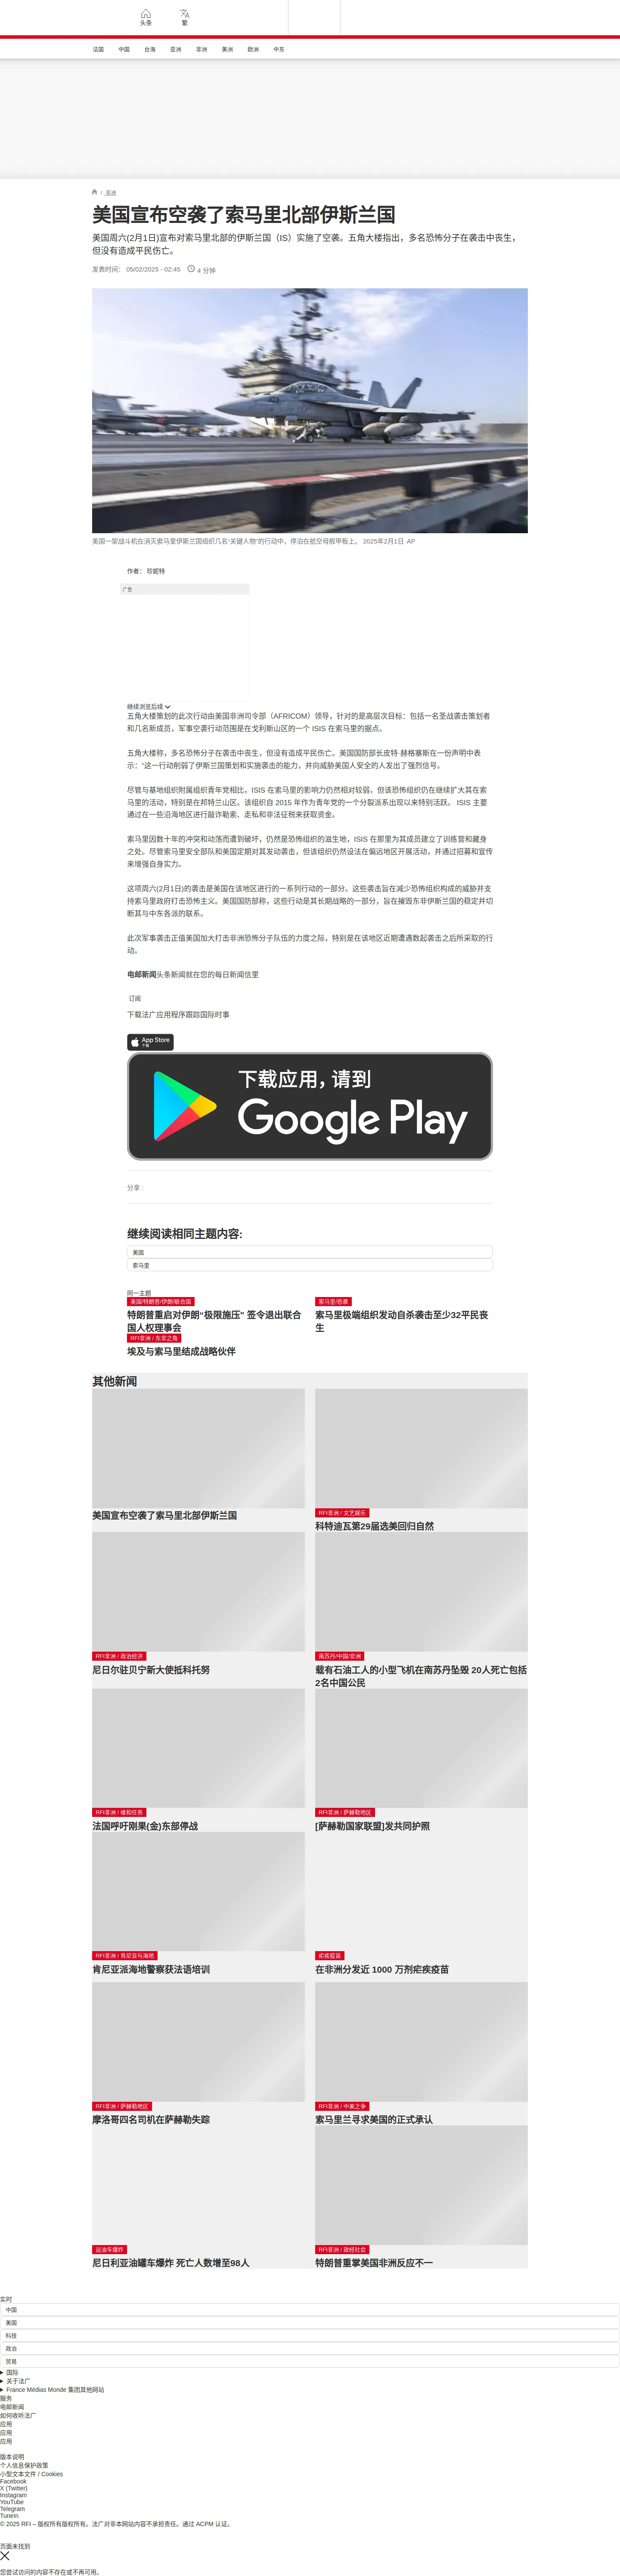 头条
繁
法国
中国
台海
亚洲
非洲
美洲
欧洲
中东
/ 非洲
美国宣布空袭了索马里北部伊斯兰国
美国周六(2月1日)宣布对索马里北部的伊斯兰国（IS）实施了空袭。五角大楼指出，多名恐怖分子在袭击中丧生，
但没有造成平民伤亡。
发表时间： 05/02/2025 - 02:45
4 分钟
美国一架战斗机在消灭索马里伊斯兰国组织几名“关键人物”的行动中，停泊在航空母舰甲板上。 2025年2月1日 AP
作者： 珍妮特
广告
继续浏览后续
五角大楼策划的此次行动由美国非洲司令部（AFRICOM）领导，针对的是高层次目标：包括一名圣战袭击策划者
和几名新成员，军事空袭行动范围是在戈利斯山区的一个 ISIS 在索马里的据点。
五角大楼称，多名恐怖分子在袭击中丧生，但没有造成平民伤亡。美国国防部长皮特·赫格塞斯在一份声明中表
示：“这一行动削弱了伊斯兰国策划和实施袭击的能力，并向威胁美国人安全的人发出了强烈信号。
尽管与基地组织附属组织青年党相比，ISIS 在索马里的影响力仍然相对较弱，但该恐怖组织仍在继续扩大其在索
马里的活动，特别是在邦特兰山区。该组织自 2015 年作为青年党的一个分裂派系出现以来特别活跃。 ISIS 主要
通过在一些沿海地区进行敲诈勒索、走私和非法征税来获取资金。
索马里因数十年的冲突和动荡而遭到破坏，仍然是恐怖组织的滋生地，ISIS 在那里为其成员建立了训练营和藏身
之处。尽管索马里安全部队和美国定期对其发动袭击，但该组织仍然设法在偏远地区开展活动，并通过招募和宣传
来增强自身实力。
这项周六(2月1日)的袭击是美国在该地区进行的一系列行动的一部分。这些袭击旨在减少恐怖组织构成的威胁并支
持索马里政府打击恐怖主义。美国国防部称，这些行动是其长期战略的一部分，旨在摧毁东非伊斯兰国的稳定并切
断其与中东各派的联系。
此次军事袭击正值美国加大打击非洲恐怖分子队伍的力度之际，特别是在该地区近期遭遇数起袭击之后所采取的行
动。
电邮新闻头条新闻就在您的每日新闻信里
订阅
下载法广应用程序跟踪国际时事
App Store
下载
下载应用，请到
Google Play
分享 :
继续阅读相同主题内容:
美国
索马里
同一主题
美国/特朗普/伊朗/联合国
特朗普重启对伊朗“极限施压” 签令退出联合
国人权理事会
索马里/恐袭
索马里极端组织发动自杀袭击至少32平民丧
生
RFI非洲 / 东非之角
埃及与索马里结成战略伙伴
其他新闻
美国宣布空袭了索马里北部伊斯兰国
RFI非洲 / 文艺娱乐
科特迪瓦第29届选美回归自然
RFI非洲 / 政治经济
尼日尔驻贝宁新大使抵科托努
南苏丹/中国/非洲
载有石油工人的小型飞机在南苏丹坠毁 20人死亡包括
2名中国公民
RFI非洲 / 维和任务
法国呼吁刚果(金)东部停战
RFI非洲 / 萨赫勒地区
[萨赫勒国家联盟]发共同护照
RFI非洲 / 肯尼亚与海地
肯尼亚派海地警察获法语培训
疟疾疫苗
在非洲分发近 1000 万剂疟疾疫苗
RFI非洲 / 萨赫勒地区
摩洛哥四名司机在萨赫勒失踪
RFI非洲 / 中美之争
索马里兰寻求美国的正式承认
运油车爆炸
尼日利亚油罐车爆炸 死亡人数增至98人
RFI非洲 / 政经社会
特朗普重掌美国非洲反应不一
实时
中国
美国
科技
政治
贸易
国际
关于法广
France Médias Monde 集团其他网站
服务
电邮新闻
如何收听法广
应用
应用
应用
版本说明
个人信息保护政策
小型文本文件 / Cookies
Facebook
X (Twitter)
Instagram
YouTube
Telegram
TuneIn
© 2025 RFI – 版权所有版权所有。法广对非本网站内容不承担责任。通过 ACPM 认证。
页面未找到
您尝试访问的内容不存在或不再可用。